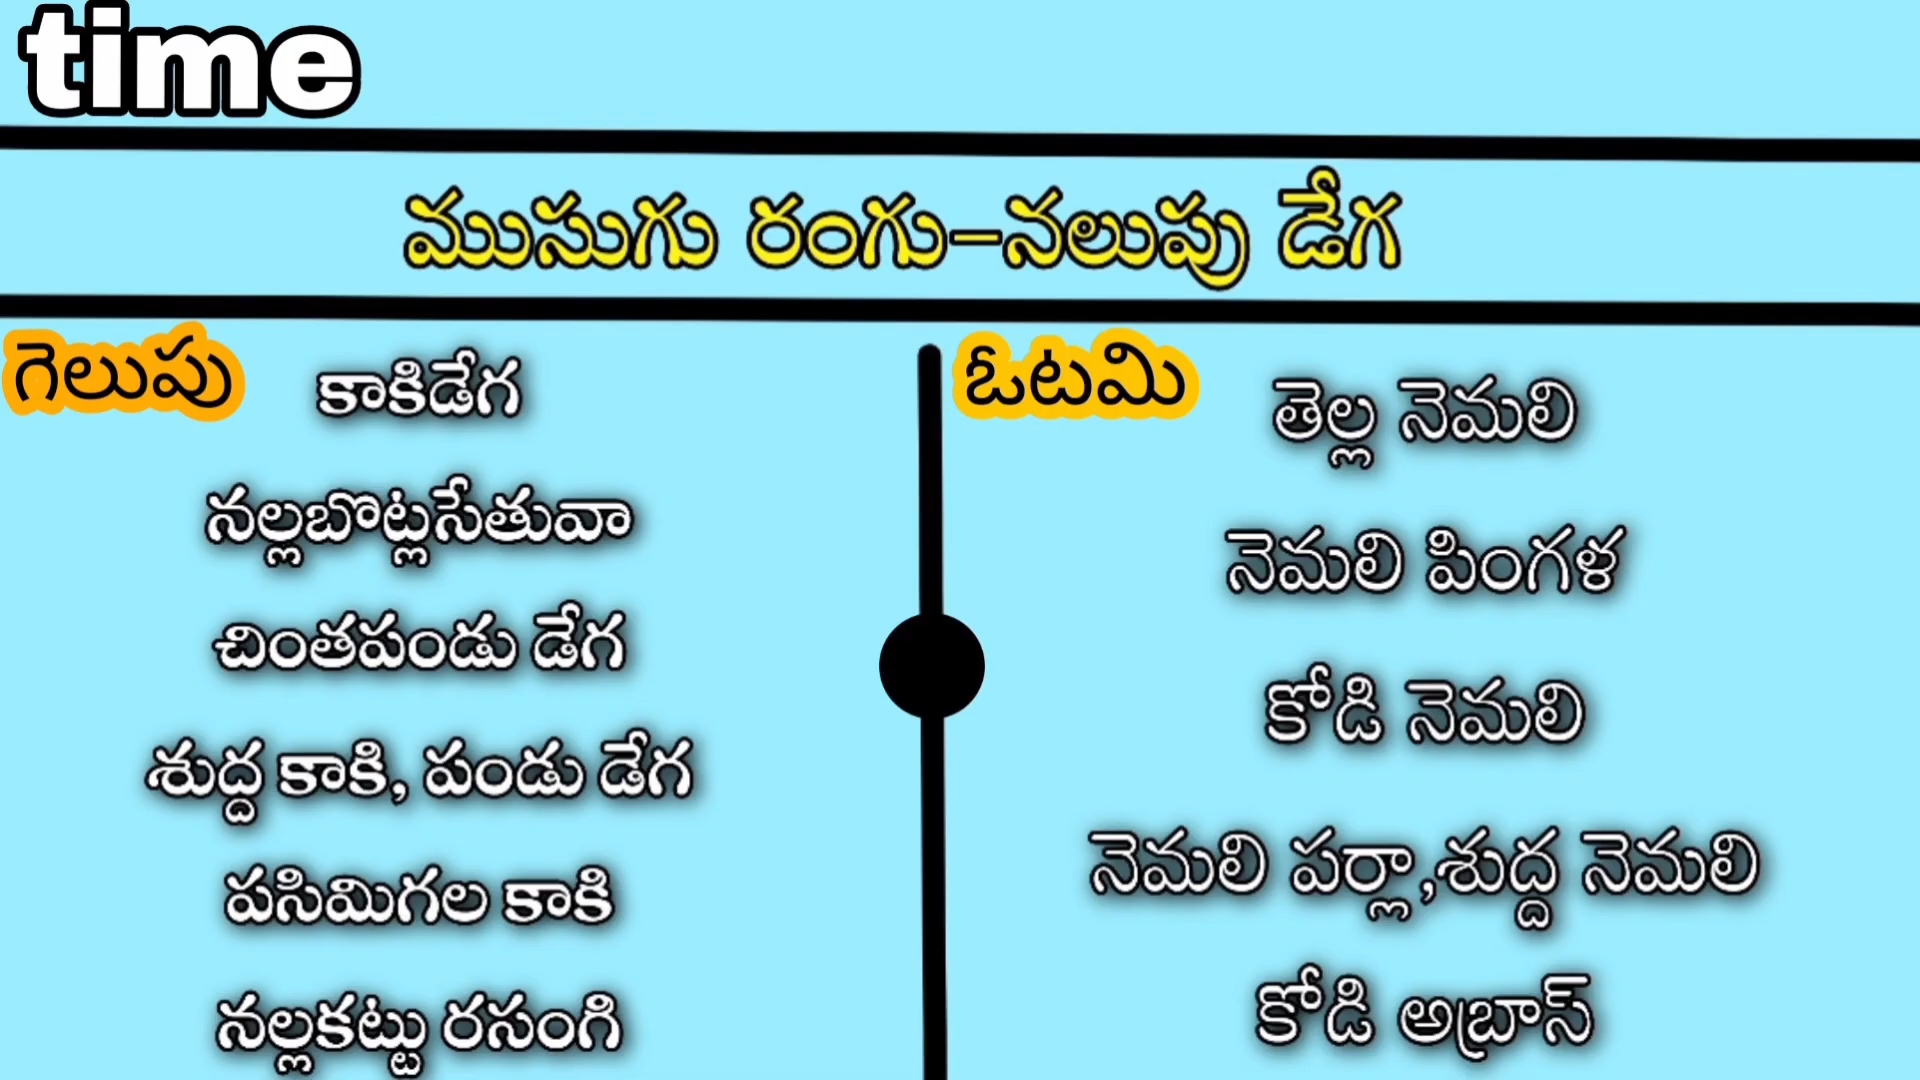 time
ముసుగు రంగు-నలుపు డేగ
గెలుపు
కాకిడేగ
నల్లబొట్లసేతువా
చింతపండు డేగ
శుద్ధ కాకి, పండు డేగ
పసిమిగల కాకి
నల్లకట్టు రసంగి
ఓటమి
తెల్ల నెమలి
నెమలి పింగళ
కోడి నెమలి
నెమలి పర్లా,శుద్ధ నెమలి
కోడి అబ్రాస్